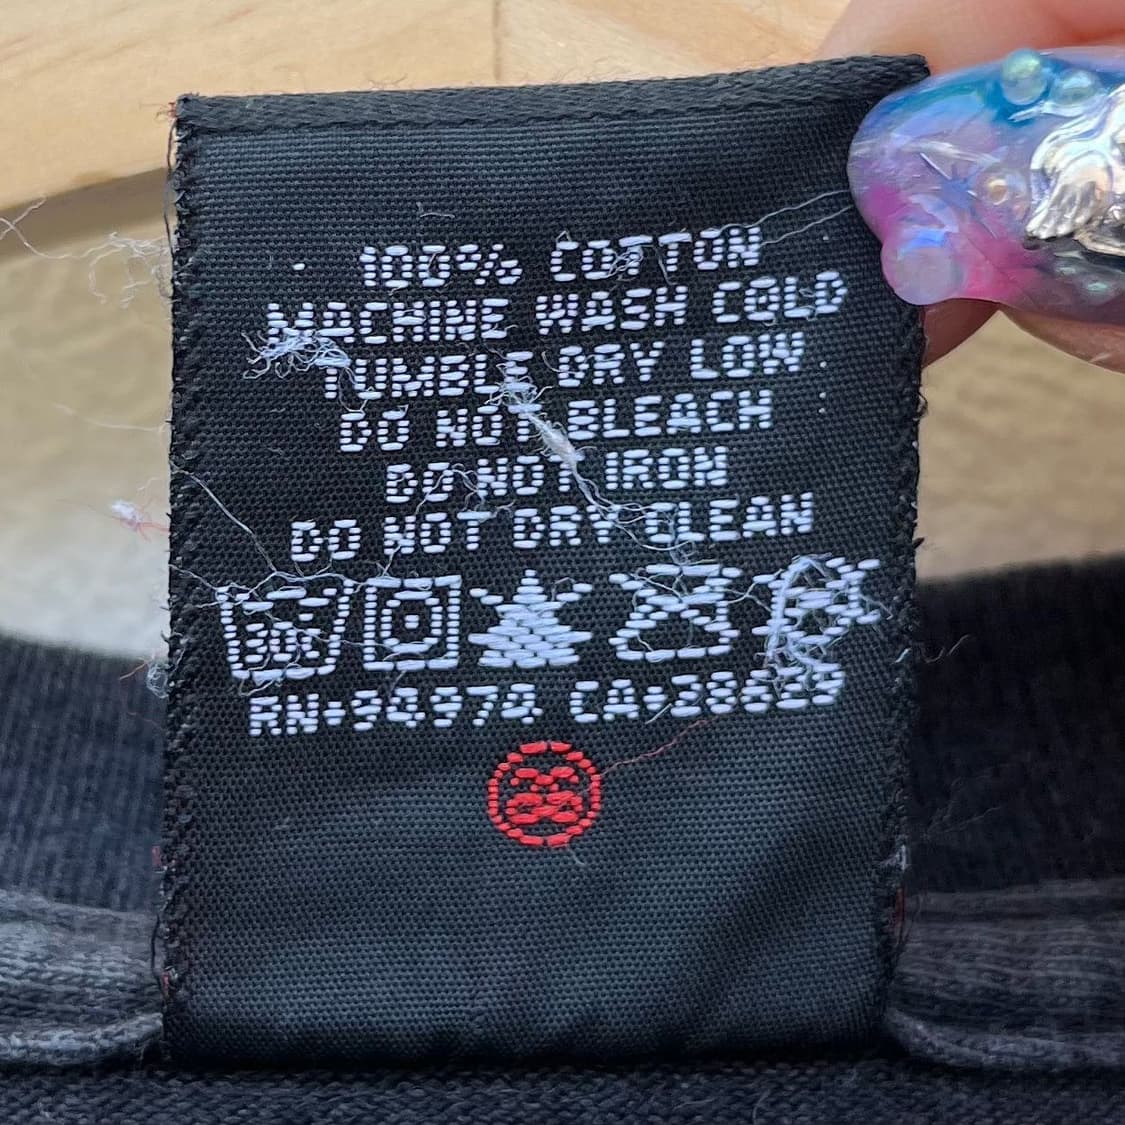 100% COTTON
MACHINE WASH COLD
TUMBLE DRY LOW
DO NOT BLEACH
DO NOT IRON
DO NOT DRY CLEAN
30C
RN•94974 CA•28629